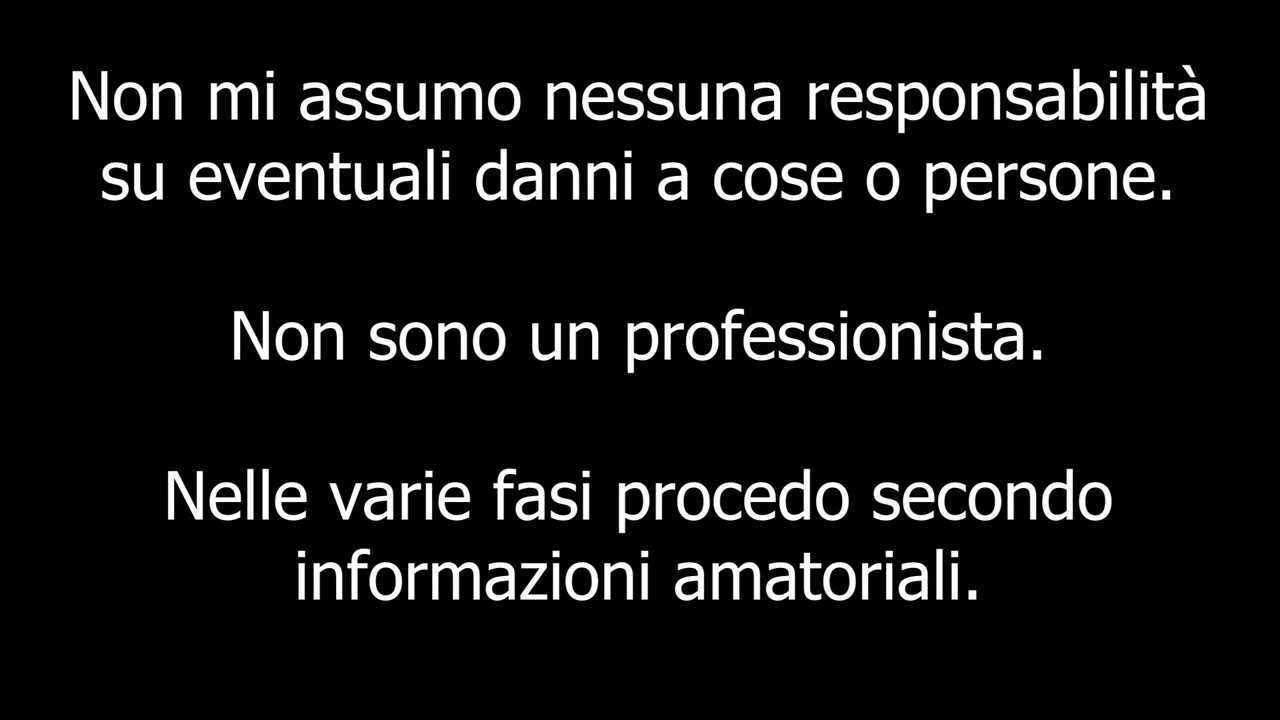 Non mi assumo nessuna responsabilità
su eventuali danni a cose o persone.
Non sono un professionista.
Nelle varie fasi procedo secondo
informazioni amatoriali.